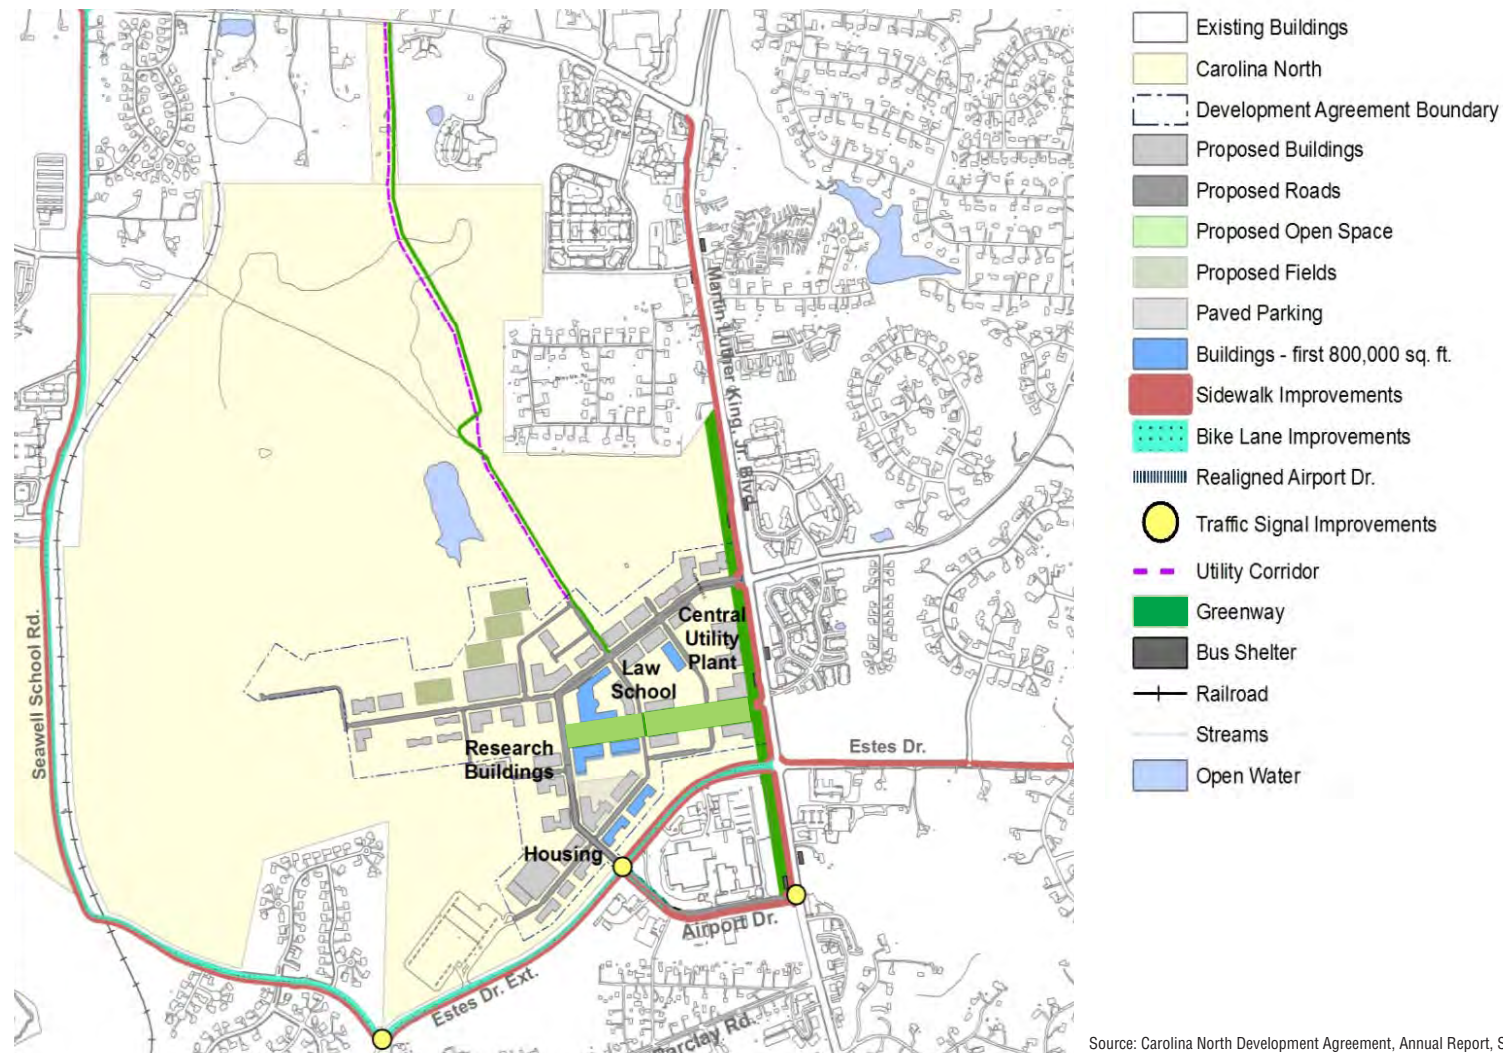 Existing Buildings
Carolina North
Development Agreement Boundary
Proposed Buildings
Proposed Roads
Proposed Open Space
Proposed Fields
Paved Parking
Buildings - first 800,000 sq. ft.
Sidewalk Improvements
Bike Lane Improvements
Realigned Airport Dr.
Traffic Signal Improvements
Utility Corridor
Greenway
Bus Shelter
Railroad
Streets
Open Water
Martin Luther King, Jr. Blvd.
Seawell School Rd.
Central
Utility
Plant
Law
School
Research
Buildings
Housing
Estes Dr.
Airport Dr.
Estes Dr. Ext.
Barclay Rd.
Source: Carolina North Development Agreement, Annual Report, S